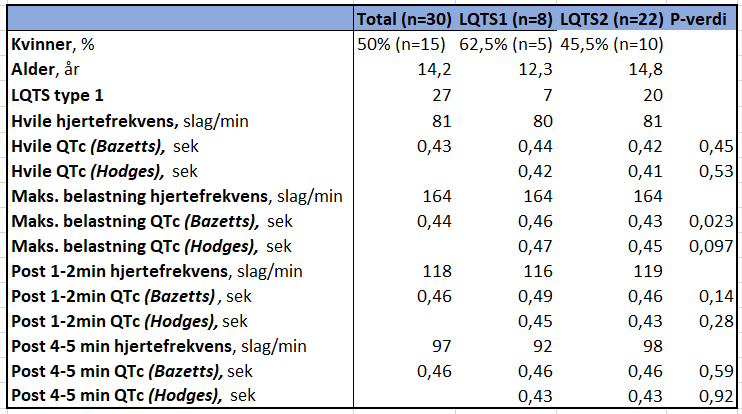 Total (n=30) LQTS1 (n=8) LQTS2 (n=22) P-verdi
Kvinner, % 50% (n=15) 62,5% (n=5) 45,5% (n=10)
Alder, år 14,2 12,3 14,8
LQTS type 1 27 7 20
Hvile hjertefrekvens, slag/min 81 80 81
Hvile QTc (Bazetts), sek 0,43 0,44 0,42 0,45
Hvile QTc (Hodges), sek 0,42 0,41 0,53
Maks. belastning hjertefrekvens, slag/min 164 164 164
Maks. belastning QTc (Bazetts), sek 0,44 0,46 0,43 0,023
Maks. belastning QTc (Hodges), sek 0,47 0,45 0,097
Post 1-2min hjertefrekvens, slag/min 118 116 119
Post 1-2min QTc (Bazetts) , sek 0,46 0,49 0,46 0,14
Post 1-2min QTc (Hodges), sek 0,45 0,43 0,28
Post 4-5 min hjertefrekvens, slag/min 97 92 98
Post 4-5 min QTc (Bazetts), sek 0,46 0,46 0,46 0,59
Post 4-5 min QTc (Hodges), sek 0,43 0,43 0,92